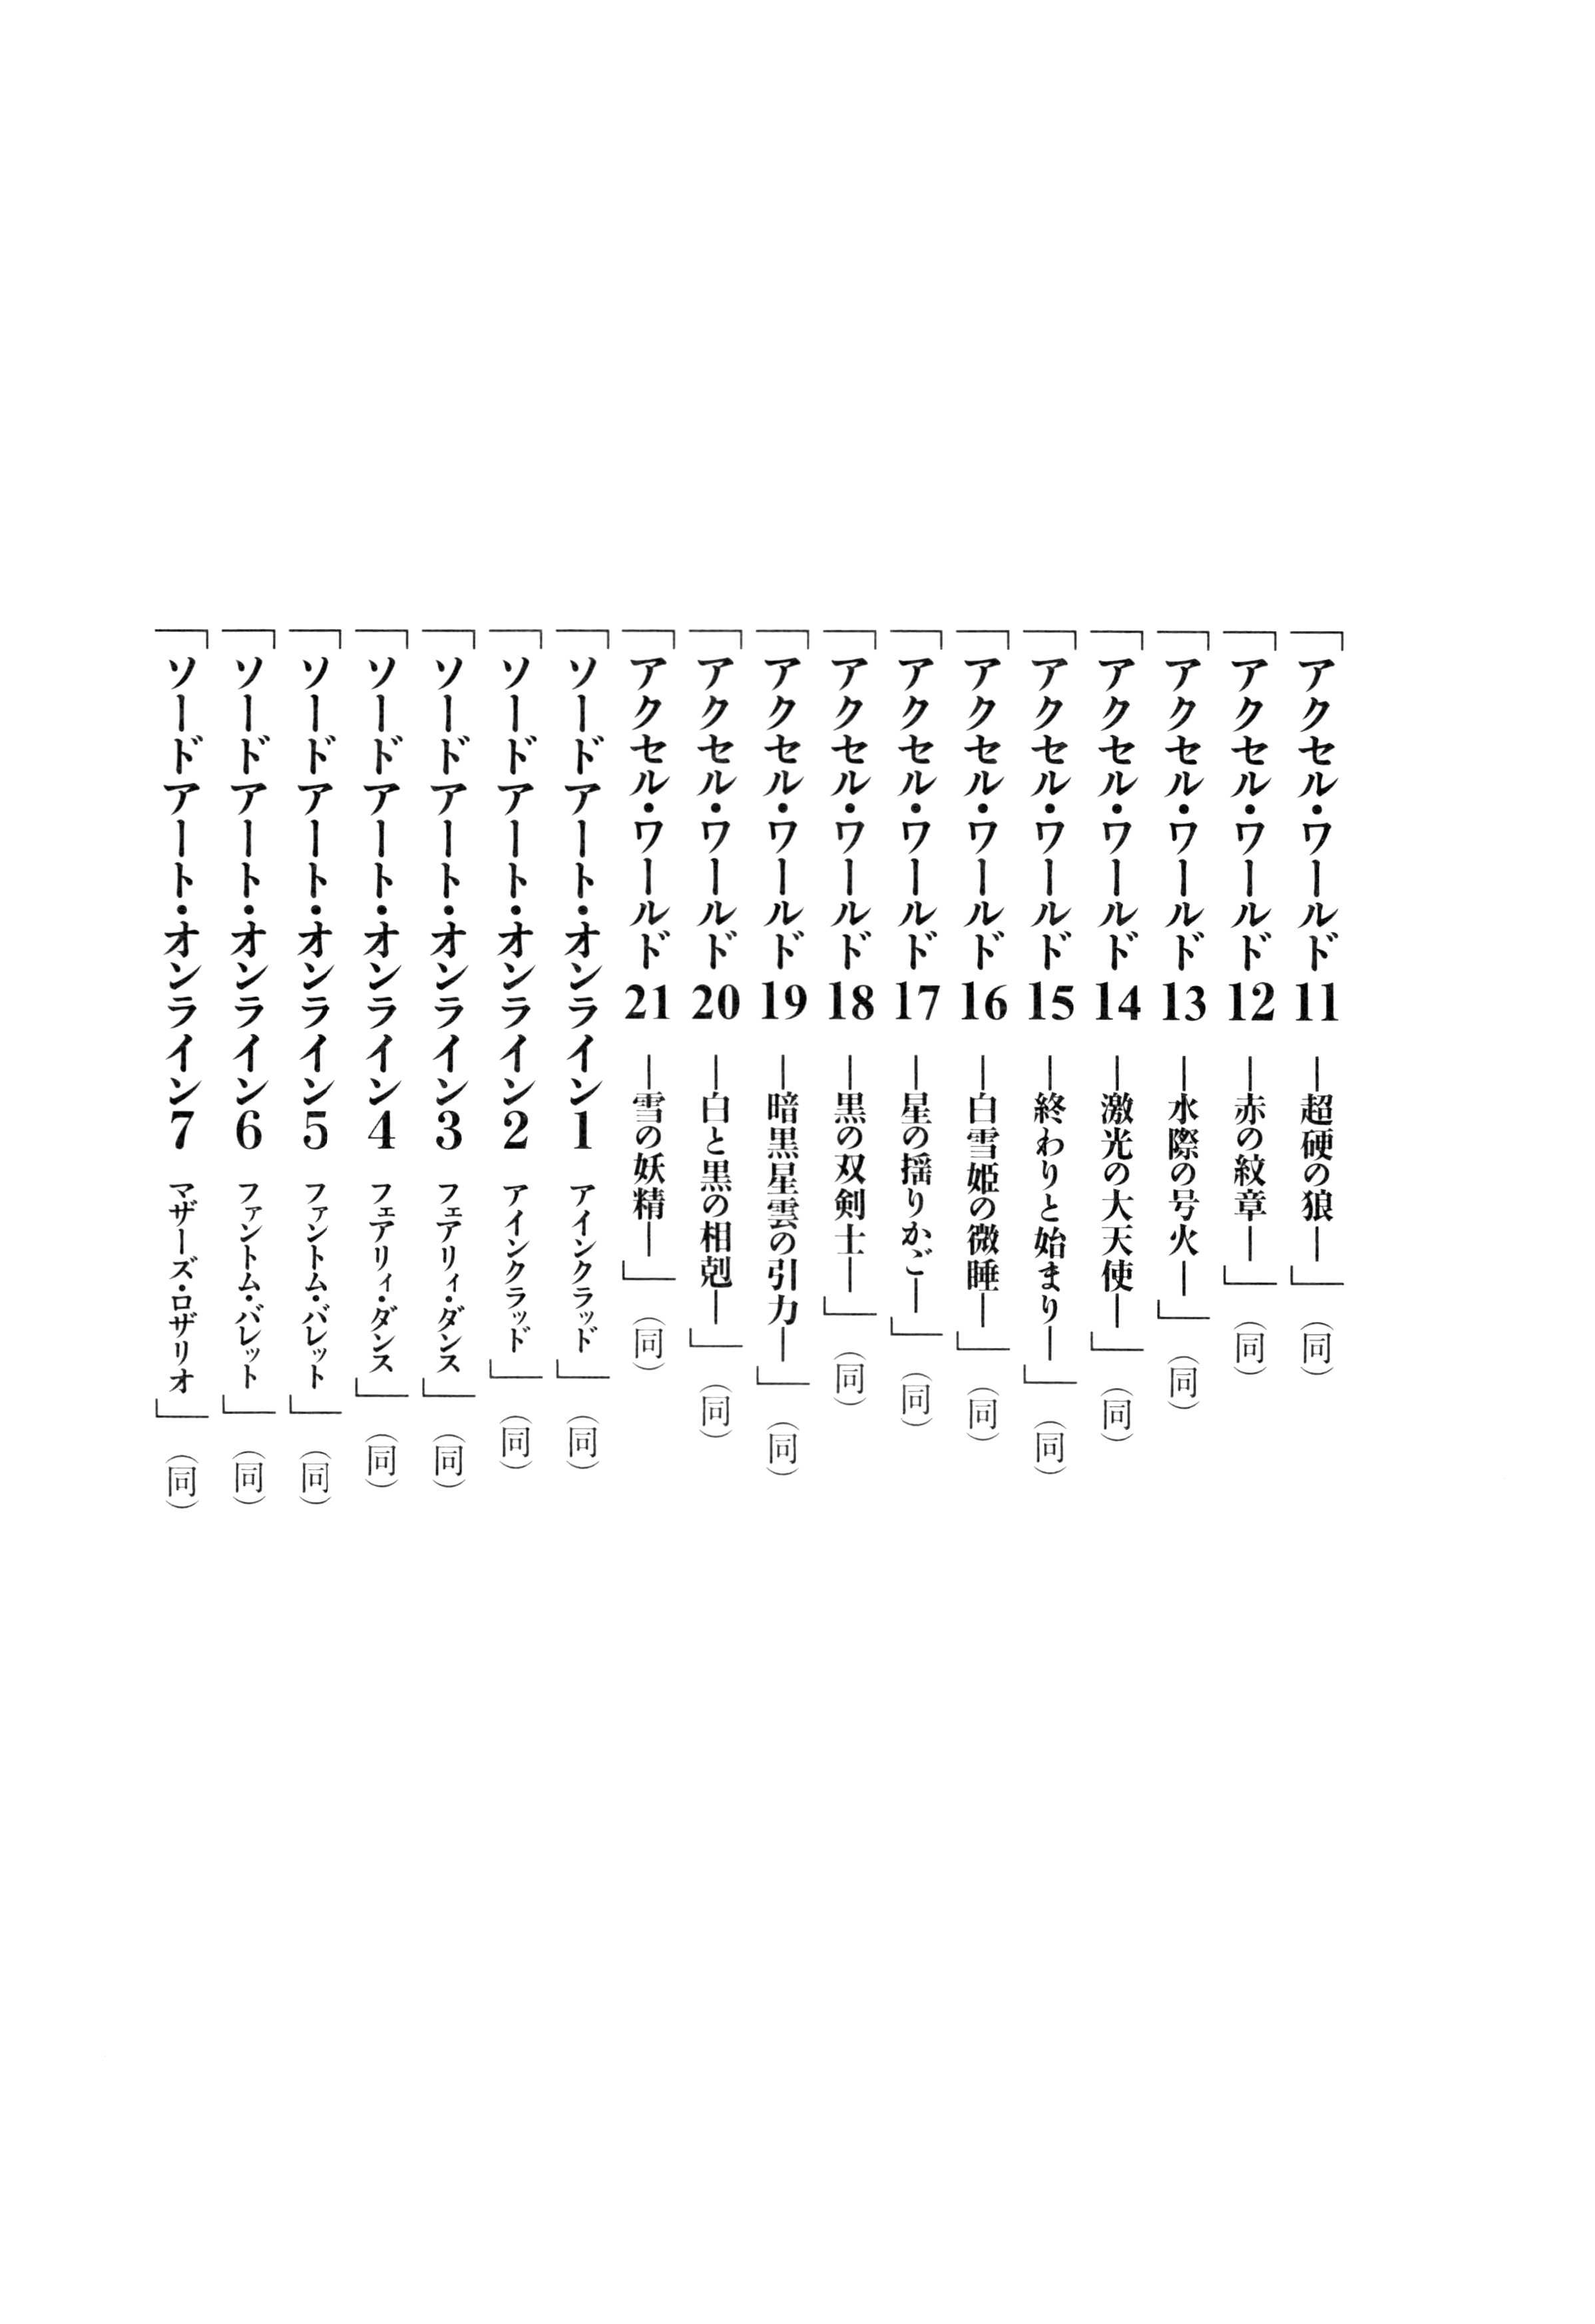 「アクセル・ワールド11 ―超硬の狼―」（同）
「アクセル・ワールド12 ―赤の紋章―」（同）
「アクセル・ワールド13 ―水際の号火―」（同）
「アクセル・ワールド14 ―激光の大天使―」（同）
「アクセル・ワールド15 ―終わりと始まり―」（同）
「アクセル・ワールド16 ―白雪姫の微睡―」（同）
「アクセル・ワールド17 ―星の揺りかご―」（同）
「アクセル・ワールド18 ―黒の双剣士―」（同）
「アクセル・ワールド19 ―暗黒星雲の引力―」（同）
「アクセル・ワールド20 ―白と黒の相剋―」（同）
「アクセル・ワールド21 ―雪の妖精―」（同）
「ソードアート・オンライン1 アインクラッド」（同）
「ソードアート・オンライン2 アインクラッド」（同）
「ソードアート・オンライン3 フェアリィ・ダンス」（同）
「ソードアート・オンライン4 フェアリィ・ダンス」（同）
「ソードアート・オンライン5 ファントム・バレット」（同）
「ソードアート・オンライン6 ファントム・バレット」（同）
「ソードアート・オンライン7 マザーズ・ロザリオ」（同）